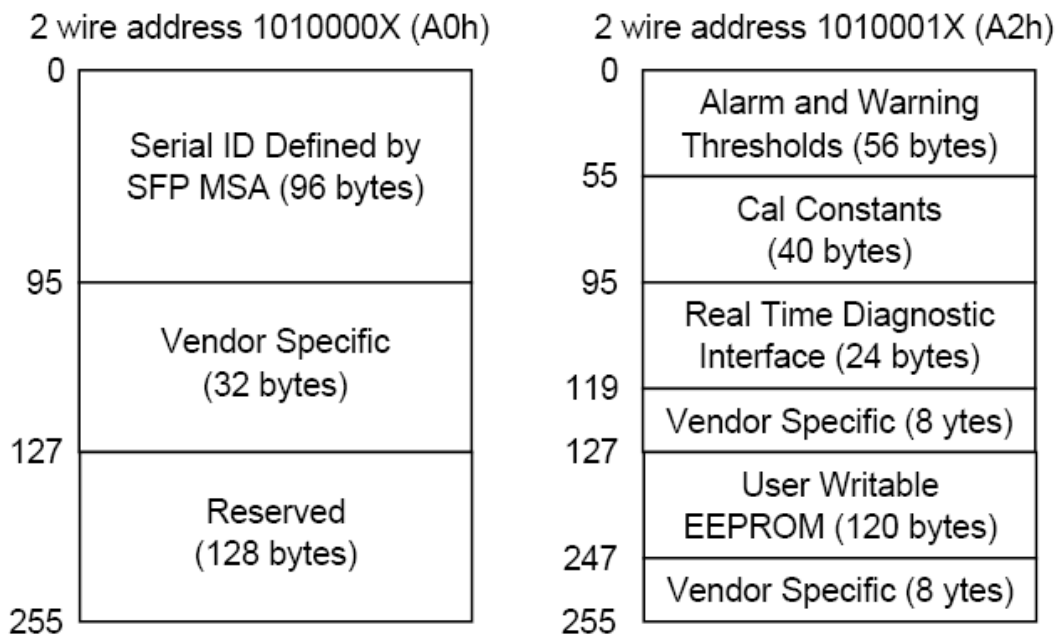 2 wire address 1010000X (A0h)
0
Serial ID Defined by
SFP MSA (96 bytes)
95
Vendor Specific
(32 bytes)
127
Reserved
(128 bytes)
255
2 wire address 1010001X (A2h)
0
Alarm and Warning
Thresholds (56 bytes)
55
Cal Constants
(40 bytes)
95
Real Time Diagnostic
Interface (24 bytes)
119
Vendor Specific (8 ytes)
127
User Writable
EEPROM (120 bytes)
247
Vendor Specific (8 ytes)
255